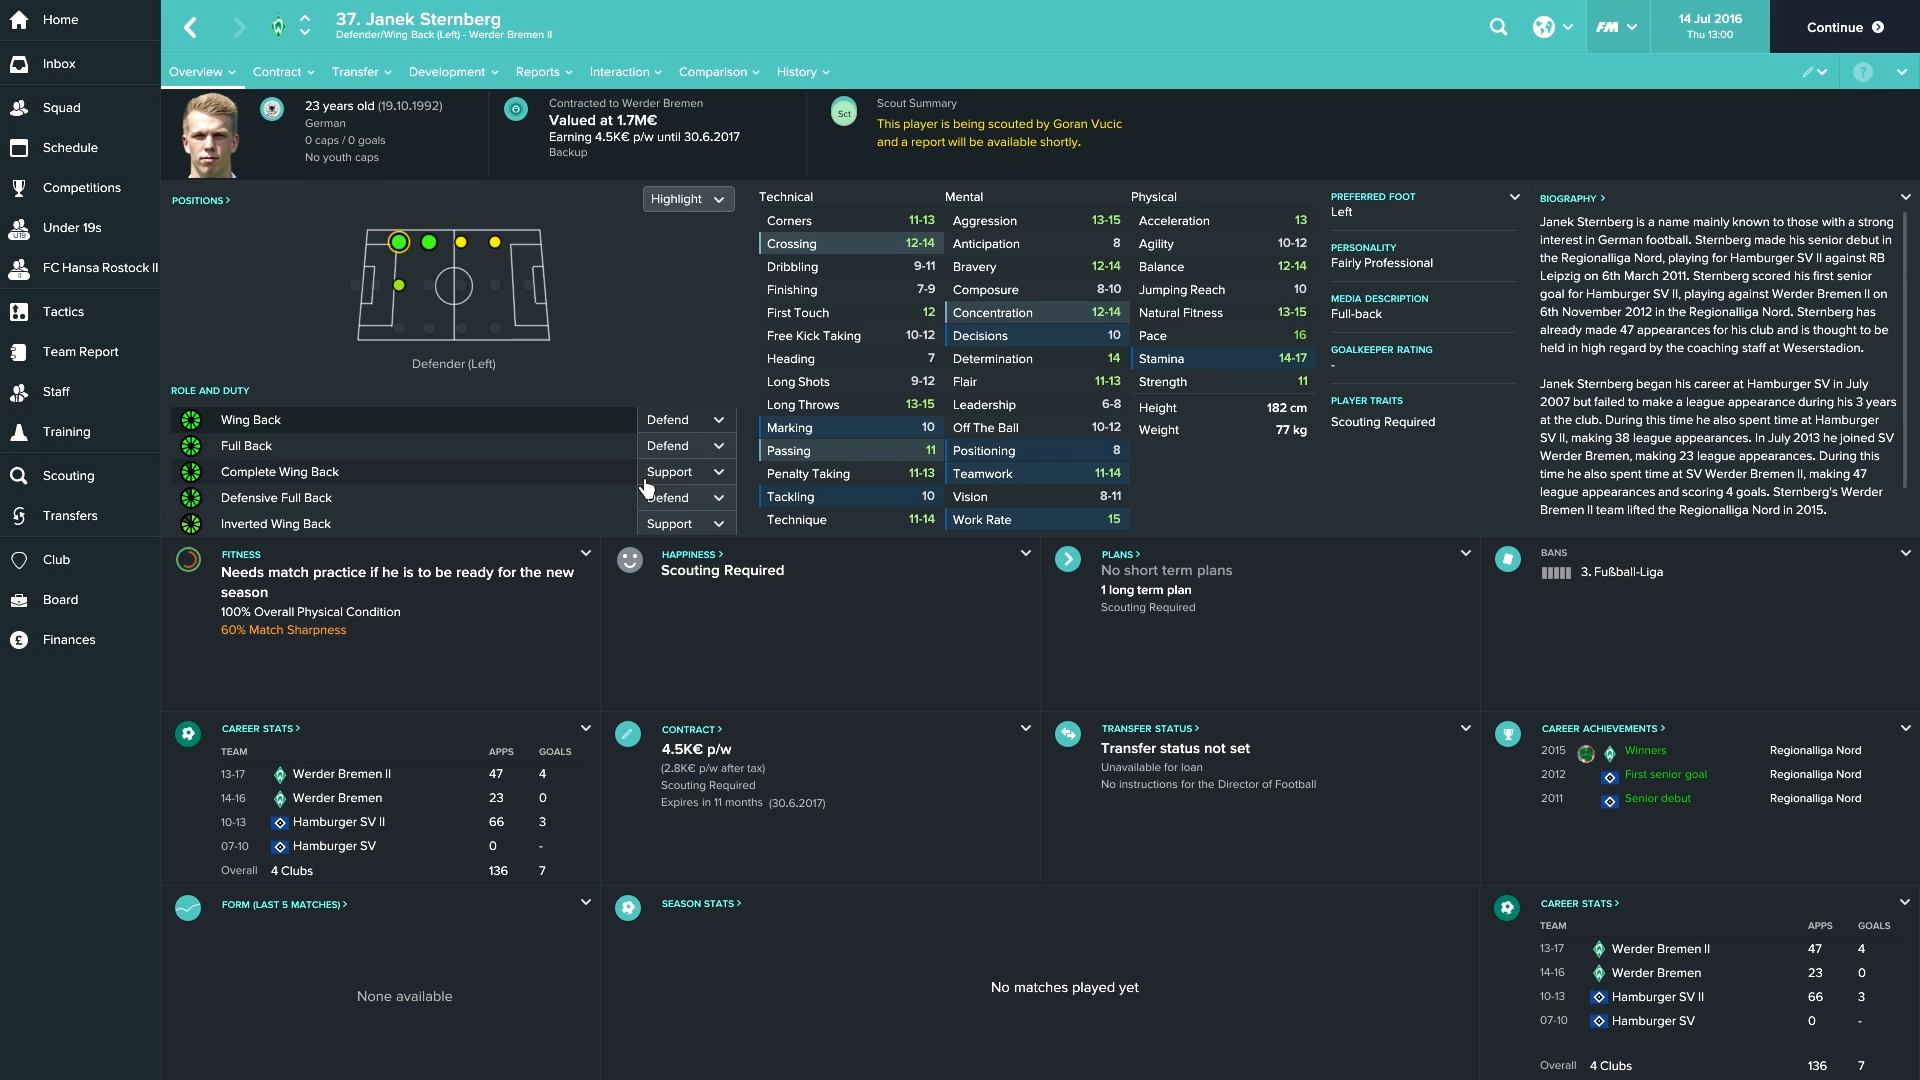 Home
Inbox
Squad
Schedule
Competitions
Under 19s
U19
FC Hansa Rostock II
II
Tactics
Team Report
Staff
Training
Scouting
Transfers
Club
Board
£ Finances
37. Janek Sternberg
Defender/Wing Back (Left) - Werder Bremen II
FM
14 Jul 2016
Thu 13:00
Continue
Overview Contract Transfer Development Reports Interaction Comparison History
?
23 years old (19.10.1992)
German
0 caps / 0 goals
No youth caps
Contracted to Werder Bremen
Valued at 1.7M€
Earning 4.5K€ p/w until 30.6.2017
Backup
Sct
Scout Summary
This player is being scouted by Goran Vucic
and a report will be available shortly.
POSITIONS >
Highlight
Defender (Left)
ROLE AND DUTY
Wing Back Defend
Full Back Defend
Complete Wing Back Support
Defensive Full Back Defend
Inverted Wing Back Support
Technical
Corners 11-13
Crossing 12-14
Dribbling 9-11
Finishing 7-9
First Touch 12
Free Kick Taking 10-12
Heading 7
Long Shots 9-12
Long Throws 13-15
Marking 10
Passing 11
Penalty Taking 11-13
Tackling 10
Technique 11-14
Mental
Aggression 13-15
Anticipation 8
Bravery 12-14
Composure 8-10
Concentration 12-14
Decisions 10
Determination 14
Flair 11-13
Leadership 6-8
Off The Ball 10-12
Positioning 8
Teamwork 11-14
Vision 8-11
Work Rate 15
Physical
Acceleration 13
Agility 10-12
Balance 12-14
Jumping Reach 10
Natural Fitness 13-15
Pace 16
Stamina 14-17
Strength 11
Height 182 cm
Weight 77 kg
PREFERRED FOOT
Left
PERSONALITY
Fairly Professional
MEDIA DESCRIPTION
Full-back
GOALKEEPER RATING
-
PLAYER TRAITS
Scouting Required
BIOGRAPHY >
Janek Sternberg is a name mainly known to those with a strong
interest in German football. Sternberg made his senior debut in
the Regionalliga Nord, playing for Hamburger SV II against RB
Leipzig on 6th March 2011. Sternberg scored his first senior
goal for Hamburger SV II, playing against Werder Bremen II on
6th November 2012 in the Regionalliga Nord. Sternberg has
already made 47 appearances for his club and is thought to be
held in high regard by the coaching staff at Weserstadion.
Janek Sternberg began his career at Hamburger SV in July
2007 but failed to make a league appearance during his 3 years
at the club. During this time he also spent time at Hamburger
SV II, making 38 league appearances. In July 2013 he joined SV
Werder Bremen, making 23 league appearances. During this
time he also spent time at SV Werder Bremen II, making 47
league appearances and scoring 4 goals. Sternberg's Werder
Bremen II team lifted the Regionalliga Nord in 2015.
FITNESS
Needs match practice if he is to be ready for the new
season
100% Overall Physical Condition
60% Match Sharpness
HAPPINESS >
Scouting Required
PLANS >
No short term plans
1 long term plan
Scouting Required
BANS
3. Fußball-Liga
CAREER STATS >
TEAM APPS GOALS
13-17 Werder Bremen II 47 4
14-16 Werder Bremen 23 0
10-13 Hamburger SV II 66 3
07-10 Hamburger SV 0 -
Overall 4 Clubs 136 7
CONTRACT >
4.5K€ p/w
(2.8K€ p/w after tax)
Scouting Required
Expires in 11 months (30.6.2017)
TRANSFER STATUS >
Transfer status not set
Unavailable for loan
No instructions for the Director of Football
CAREER ACHIEVEMENTS >
2015 Winners Regionalliga Nord
2012 First senior goal Regionalliga Nord
2011 Senior debut Regionalliga Nord
FORM (LAST 5 MATCHES) >
None available
SEASON STATS >
No matches played yet
CAREER STATS >
TEAM APPS GOALS
13-17 Werder Bremen II 47 4
14-16 Werder Bremen 23 0
10-13 Hamburger SV II 66 3
07-10 Hamburger SV 0 -
Overall 4 Clubs 136 7